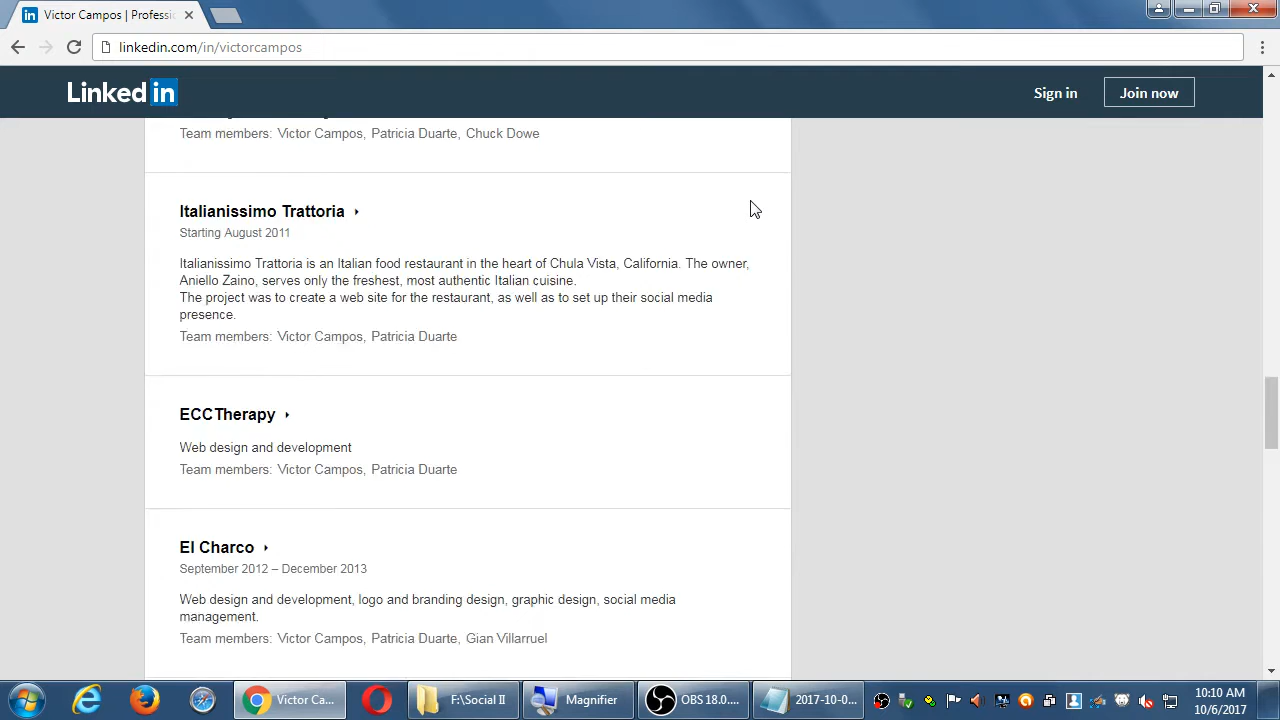 Victor Campos | Professi
linkedin.com/in/victorcampos
Linked in
Sign in
Join now
Team members: Victor Campos, Patricia Duarte, Chuck Dowe
Italianissimo Trattoria
Starting August 2011
Italianissimo Trattoria is an Italian food restaurant in the heart of Chula Vista, California. The owner,
Aniello Zaino, serves only the freshest, most authentic Italian cuisine.
The project was to create a web site for the restaurant, as well as to set up their social media
presence.
Team members: Victor Campos, Patricia Duarte
ECCTherapy
Web design and development
Team members: Victor Campos, Patricia Duarte
El Charco
September 2012 – December 2013
Web design and development, logo and branding design, graphic design, social media
management.
Team members: Victor Campos, Patricia Duarte, Gian Villarruel
Victor Ca...
F:\Social II
Magnifier
OBS 18.0....
2017-10-0...
10:10 AM
10/6/2017